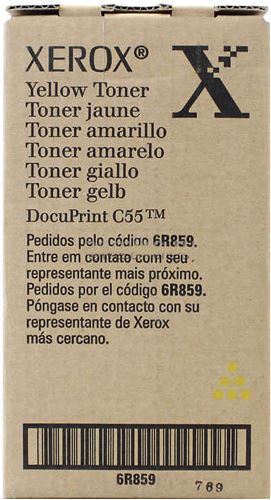 XEROX®
Yellow Toner
Toner jaune
Toner amarillo
Toner amarelo
Toner giallo
Toner gelb
DocuPrint C55™
Pedidos pelo código 6R859.
Entre em contato com seu
representante mais próximo.
Pedidos por el código 6R859.
Póngase en contacto con su
representante de Xerox
más cercano.
6R859
769